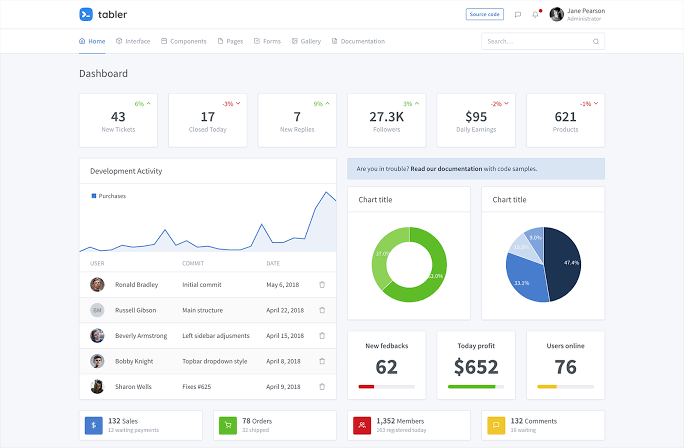 tabler
Source code
Jane Pearson
Administrator
Home
Interface
Components
Pages
Forms
Gallery
Documentation
Search...
Dashboard
6%
43
New Tickets
-3%
17
Closed Today
9%
7
New Replies
3%
27.3K
Followers
-2%
$95
Daily Earnings
-1%
621
Products
Development Activity
Purchases
USER COMMIT DATE
Ronald Bradley Initial commit May 6, 2018
GM Russell Gibson Main structure April 22, 2018
Beverly Armstrong Left sidebar adjusments April 15, 2018
Bobby Knight Topbar dropdown style April 8, 2018
Sharon Wells Fixes #625 April 9, 2018
Are you in trouble? Read our documentation with code samples.
Chart title
37.0%
63.0%
Chart title
9.0%
47.4%
33.1%
New fedbacks
62
Today profit
$652
Users online
76
132 Sales
12 waiting payments
78 Orders
32 shipped
1,352 Members
163 registered today
132 Comments
16 waiting